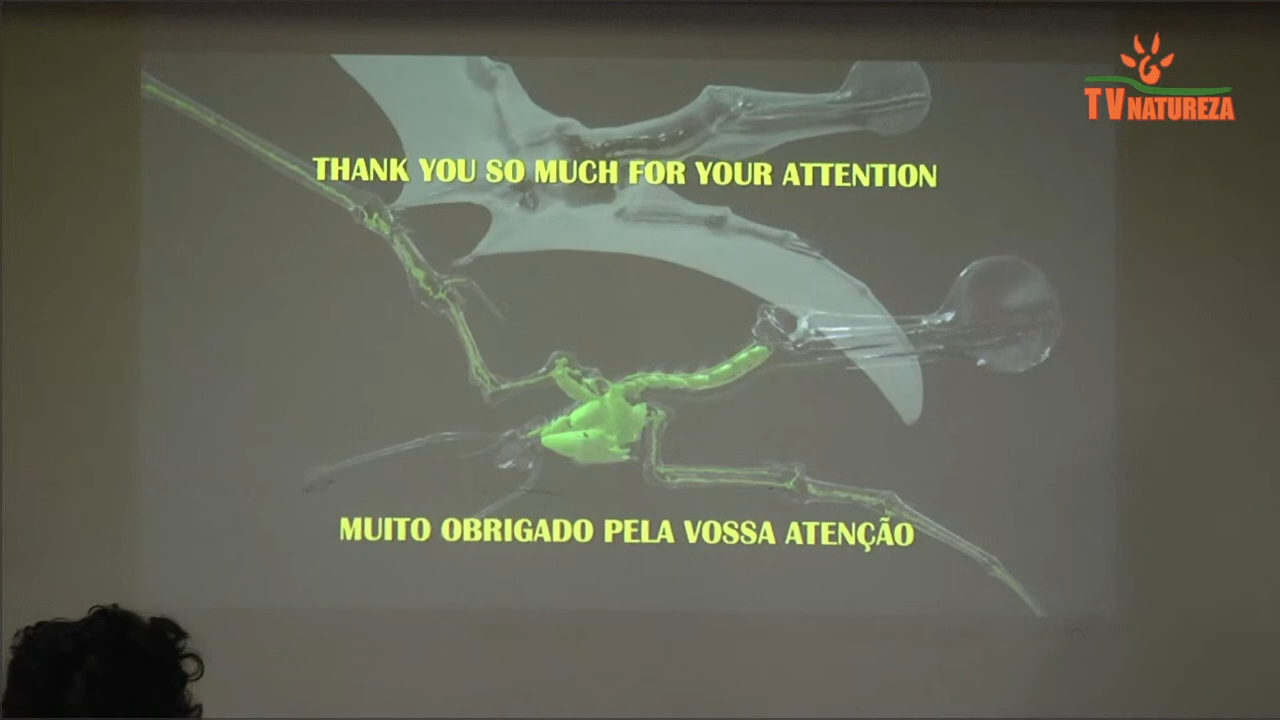 TV NATUREZA
THANK YOU SO MUCH FOR YOUR ATTENTION
MUITO OBRIGADO PELA VOSSA ATENÇÃO